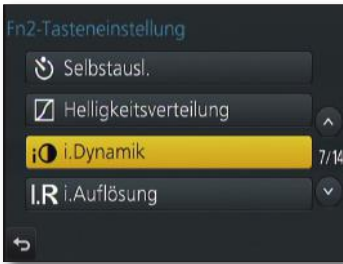 Fn2-Tasteneinstellung
Selbstausl.
Helligkeitsverteilung
i.Dynamik
7/14
I.R i.Auflösung